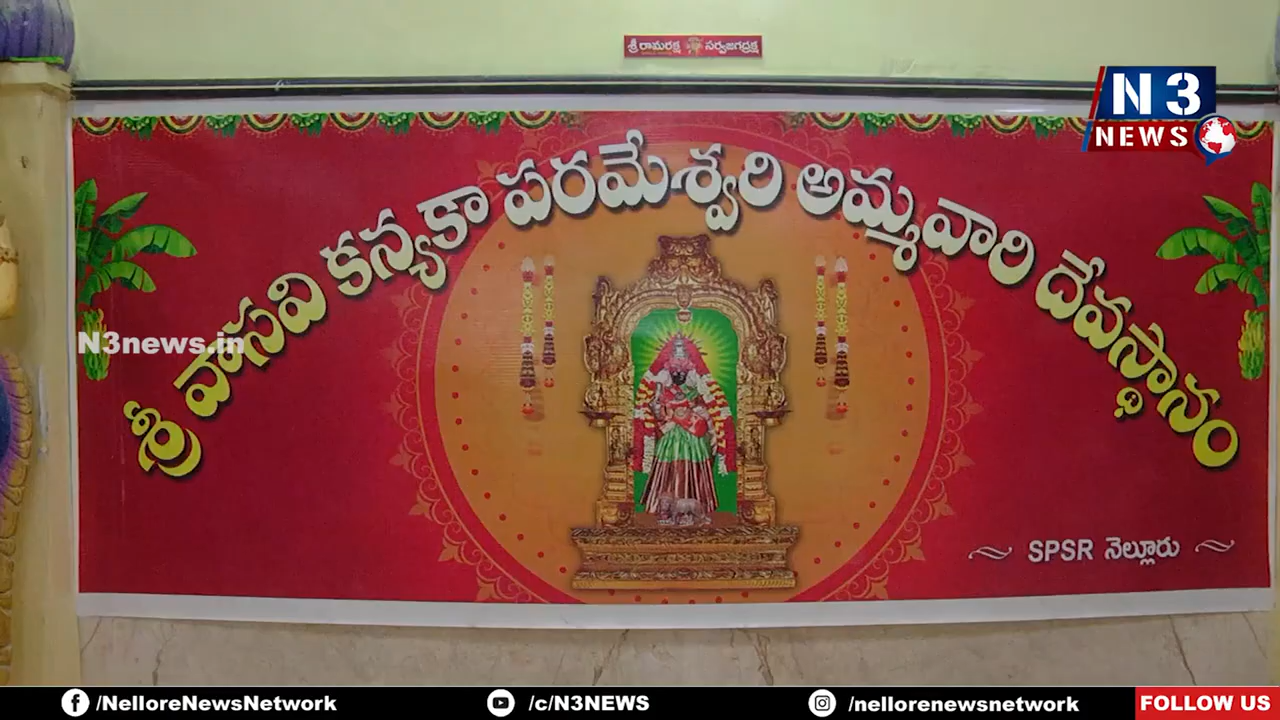 శ్రీ రామరక్ష సర్వజగద్రక్ష
N3
NEWS
శ్రీ వాసవి కన్యకా పరమేశ్వరి అమ్మవారి దేవస్థానం
N3news.in
SPSR నెల్లూరు
/NelloreNewsNetwork
/c/N3NEWS
/nellorenewsnetwork
FOLLOW US